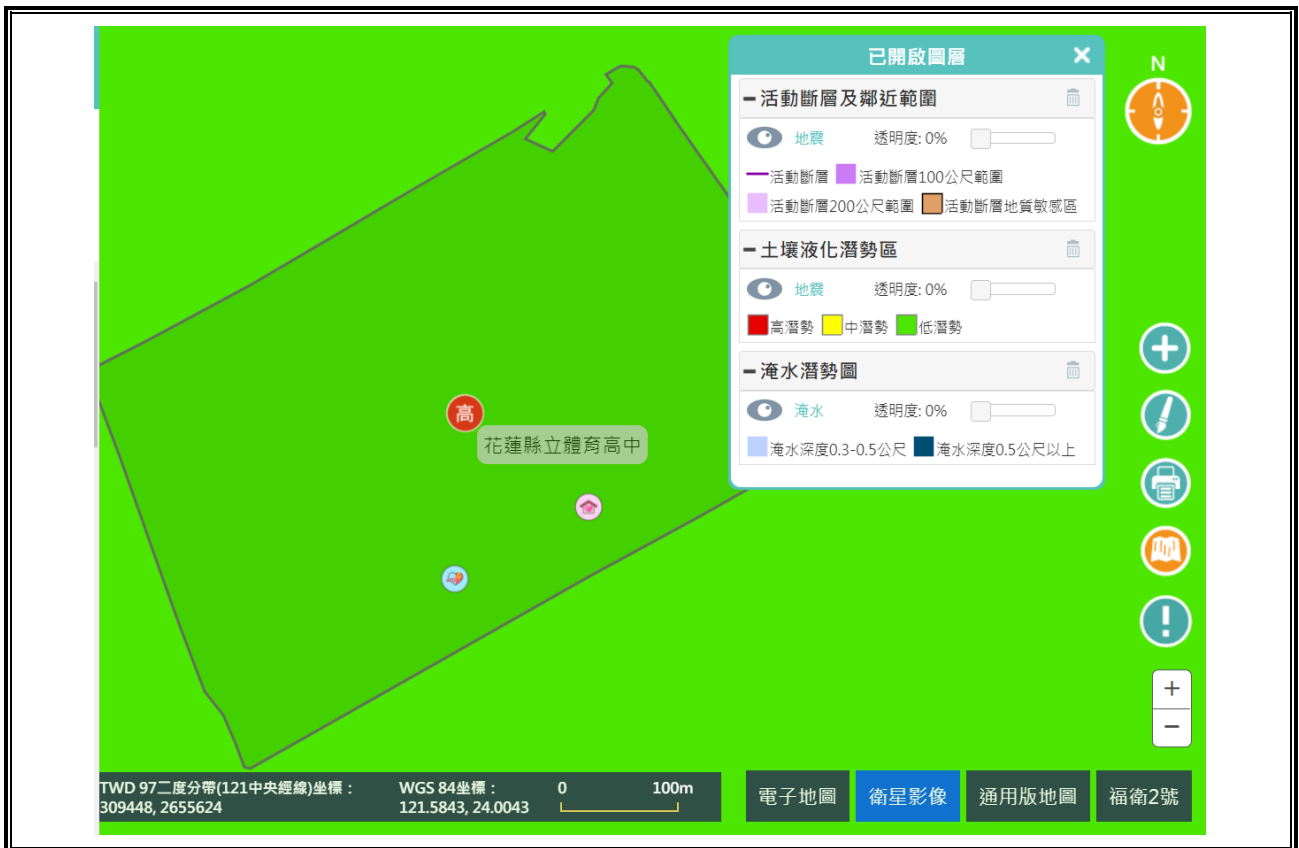 已開啟圖層
N
活動斷層及鄰近範圍
地震 透明度: 0%
活動斷層 活動斷層100公尺範圍
活動斷層200公尺範圍 活動斷層地質敏感區
土壤液化潛勢區
地震 透明度: 0%
高潛勢 中潛勢 低潛勢
淹水潛勢圖
淹水 透明度: 0%
淹水深度0.3-0.5公尺 淹水深度0.5公尺以上
高
花蓮縣立體育高中
TWD 97二度分帶(121中央經線)坐標：
309448, 2655624
WGS 84坐標：
121.5843, 24.0043
0 100m
電子地圖 衛星影像 通用版地圖 福衛2號